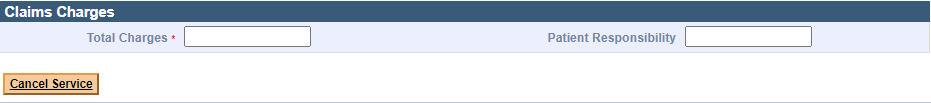 Claims Charges
Total Charges * Patient Responsibility
Cancel Service